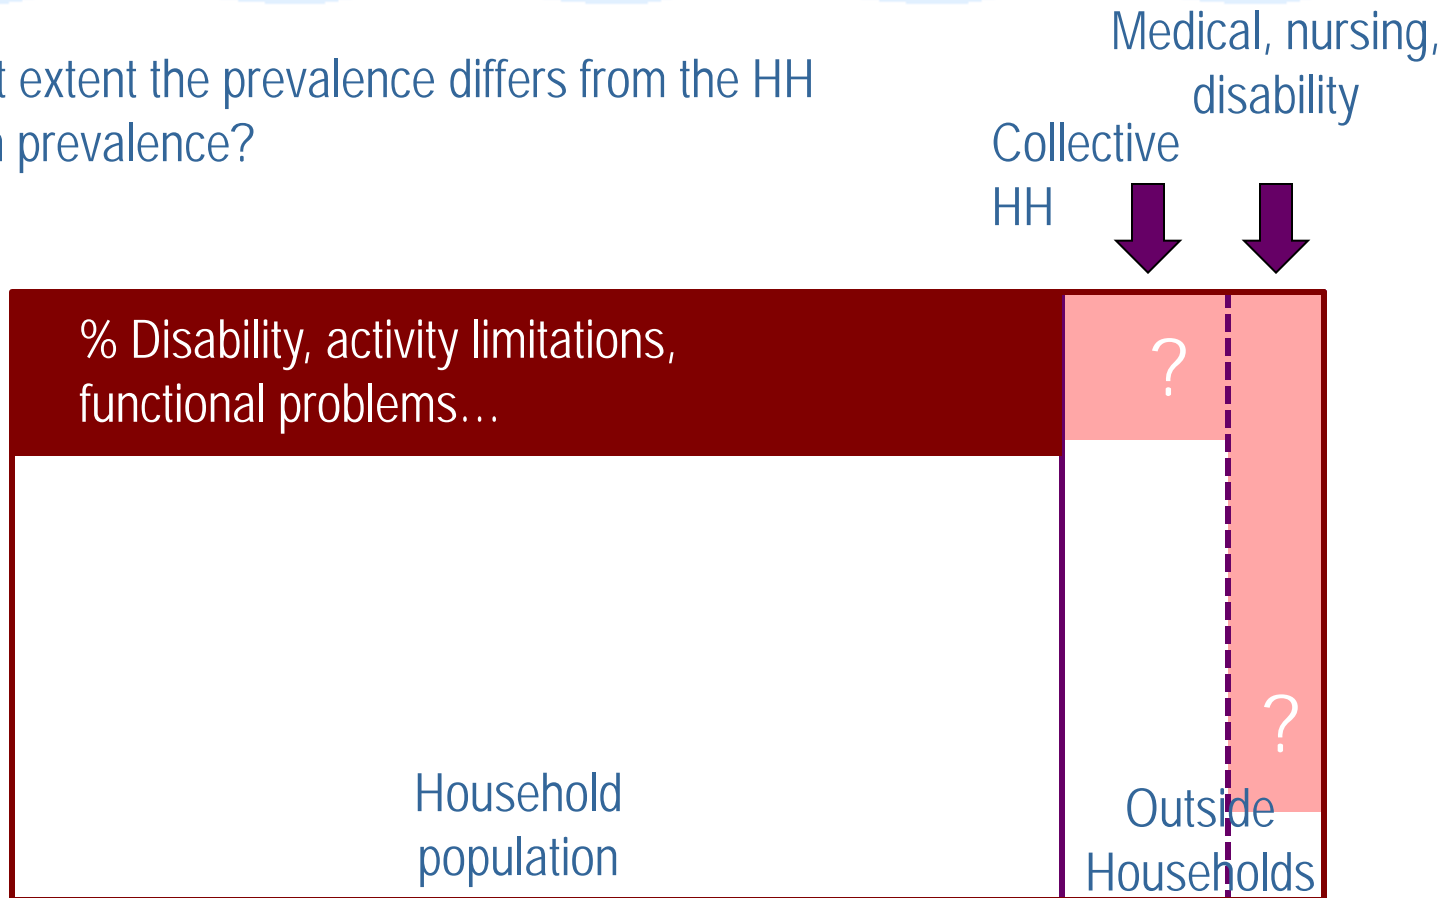 t extent the prevalence differs from the HH
prevalence?
Medical, nursing,
disability
Collective
HH
% Disability, activity limitations,
functional problems…
?
?
Household
population
Outside
Households